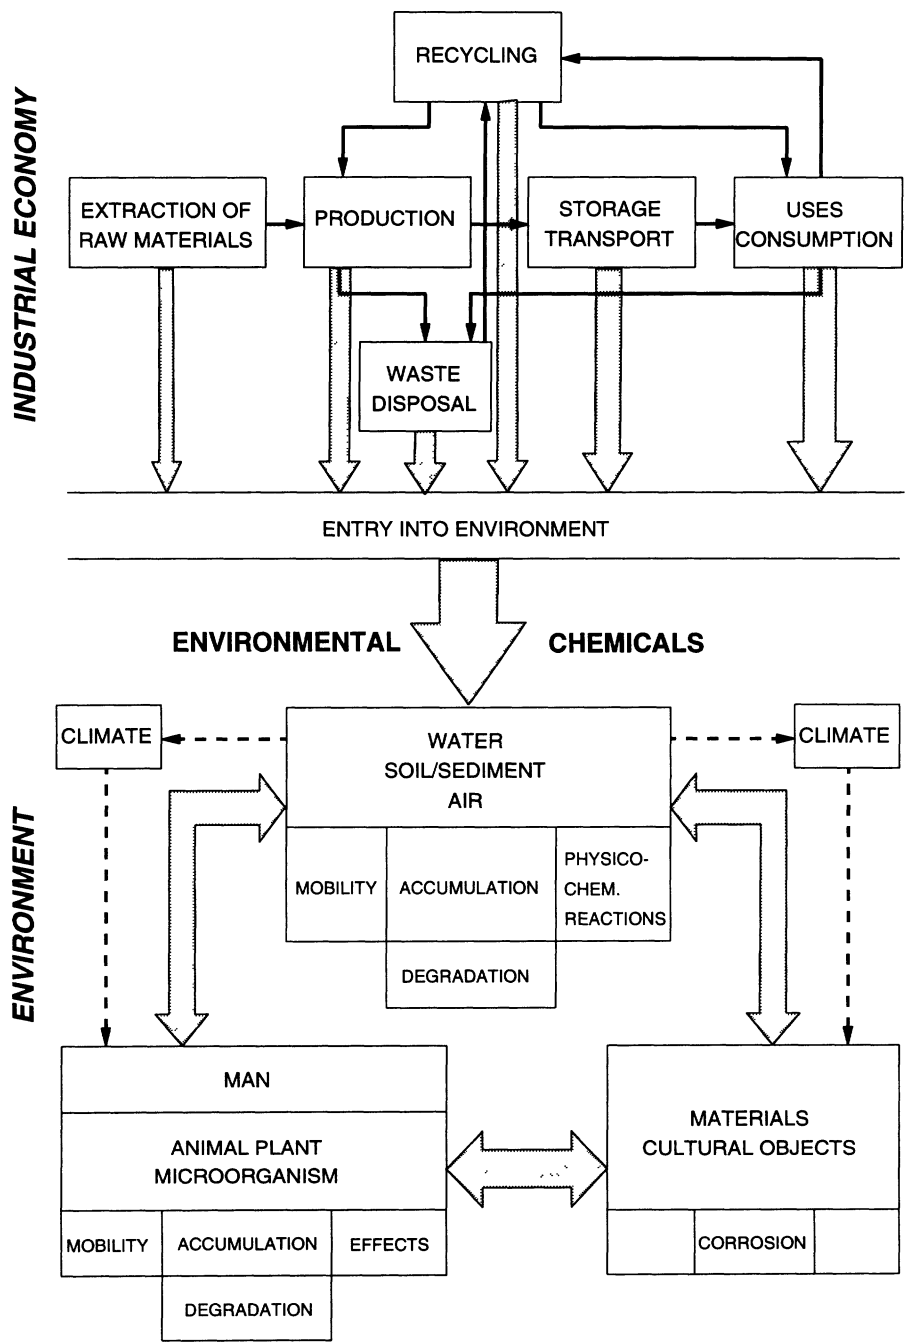 RECYCLING
INDUSTRIAL ECONOMY
EXTRACTION OF
RAW MATERIALS
PRODUCTION
STORAGE
TRANSPORT
USES
CONSUMPTION
WASTE
DISPOSAL
ENTRY INTO ENVIRONMENT
ENVIRONMENTAL CHEMICALS
ENVIRONMENT
CLIMATE
WATER
SOIL/SEDIMENT
AIR
CLIMATE
MOBILITY
ACCUMULATION
PHYSICO-
CHEM.
REACTIONS
DEGRADATION
MAN
ANIMAL PLANT
MICROORGANISM
MOBILITY
ACCUMULATION
EFFECTS
DEGRADATION
MATERIALS
CULTURAL OBJECTS
CORROSION